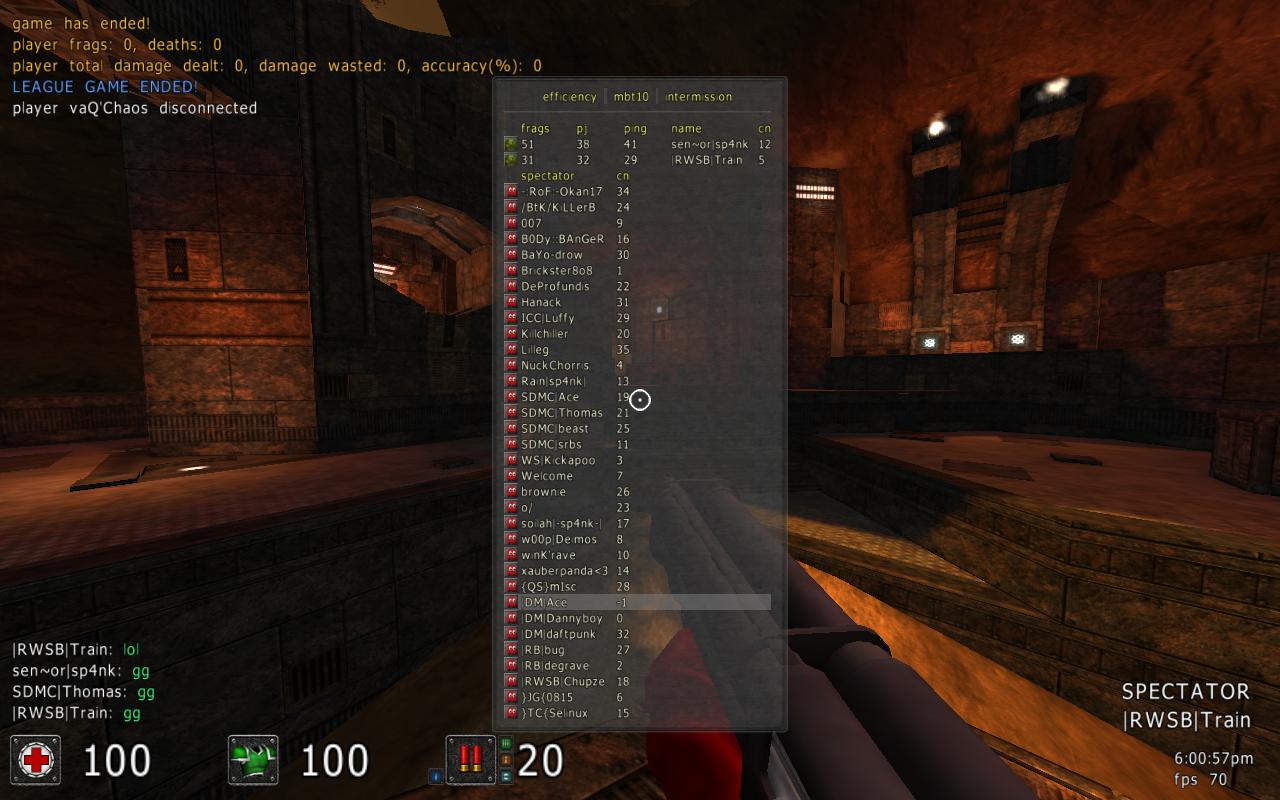 game has ended!
player frags: 0, deaths: 0
player total damage dealt: 0, damage wasted: 0, accuracy(%): 0
LEAGUE GAME ENDED!
player vaQ'Chaos disconnected
efficiency mbt10 intermission
frags pj ping name cn
51 38 41 sen~or|sp4nk 12
31 32 29 |RWSB|Train 5
spectator cn
-:RoF:-Okan17 34
/BtK/KiLLerB 24
007 9
B0Dy::BAnGeR 16
BaYo-drow 30
Brickster8o8 1
DeProfundis 22
Hanack 31
ICC|Luffy 29
Killchiller 20
Lilleg 35
NuckChorris 4
Rain|sp4nk| 13
SDMC|Ace 19
SDMC|Thomas 21
SDMC|beast 25
SDMC|srbs 11
WS|Kickapoo 3
Welcome 7
brownie 26
o/ 23
soilah|-sp4nk-| 17
w00p|Deimos 8
winK'rave 10
xauberpanda<3 14
{QS}mIsc 28
|DM|Ace -1
|DM|Dannyboy 0
|DM|daftpunk 32
|RB|bug 27
|RB|degrave 2
|RWSB|Chupze 18
}JG{0815 6
}TC{Selinux 15
|RWSB|Train: lol
sen~or|sp4nk: gg
SDMC|Thomas: gg
|RWSB|Train: gg
100 100 20
SPECTATOR
|RWSB|Train
6:00:57pm
fps 70